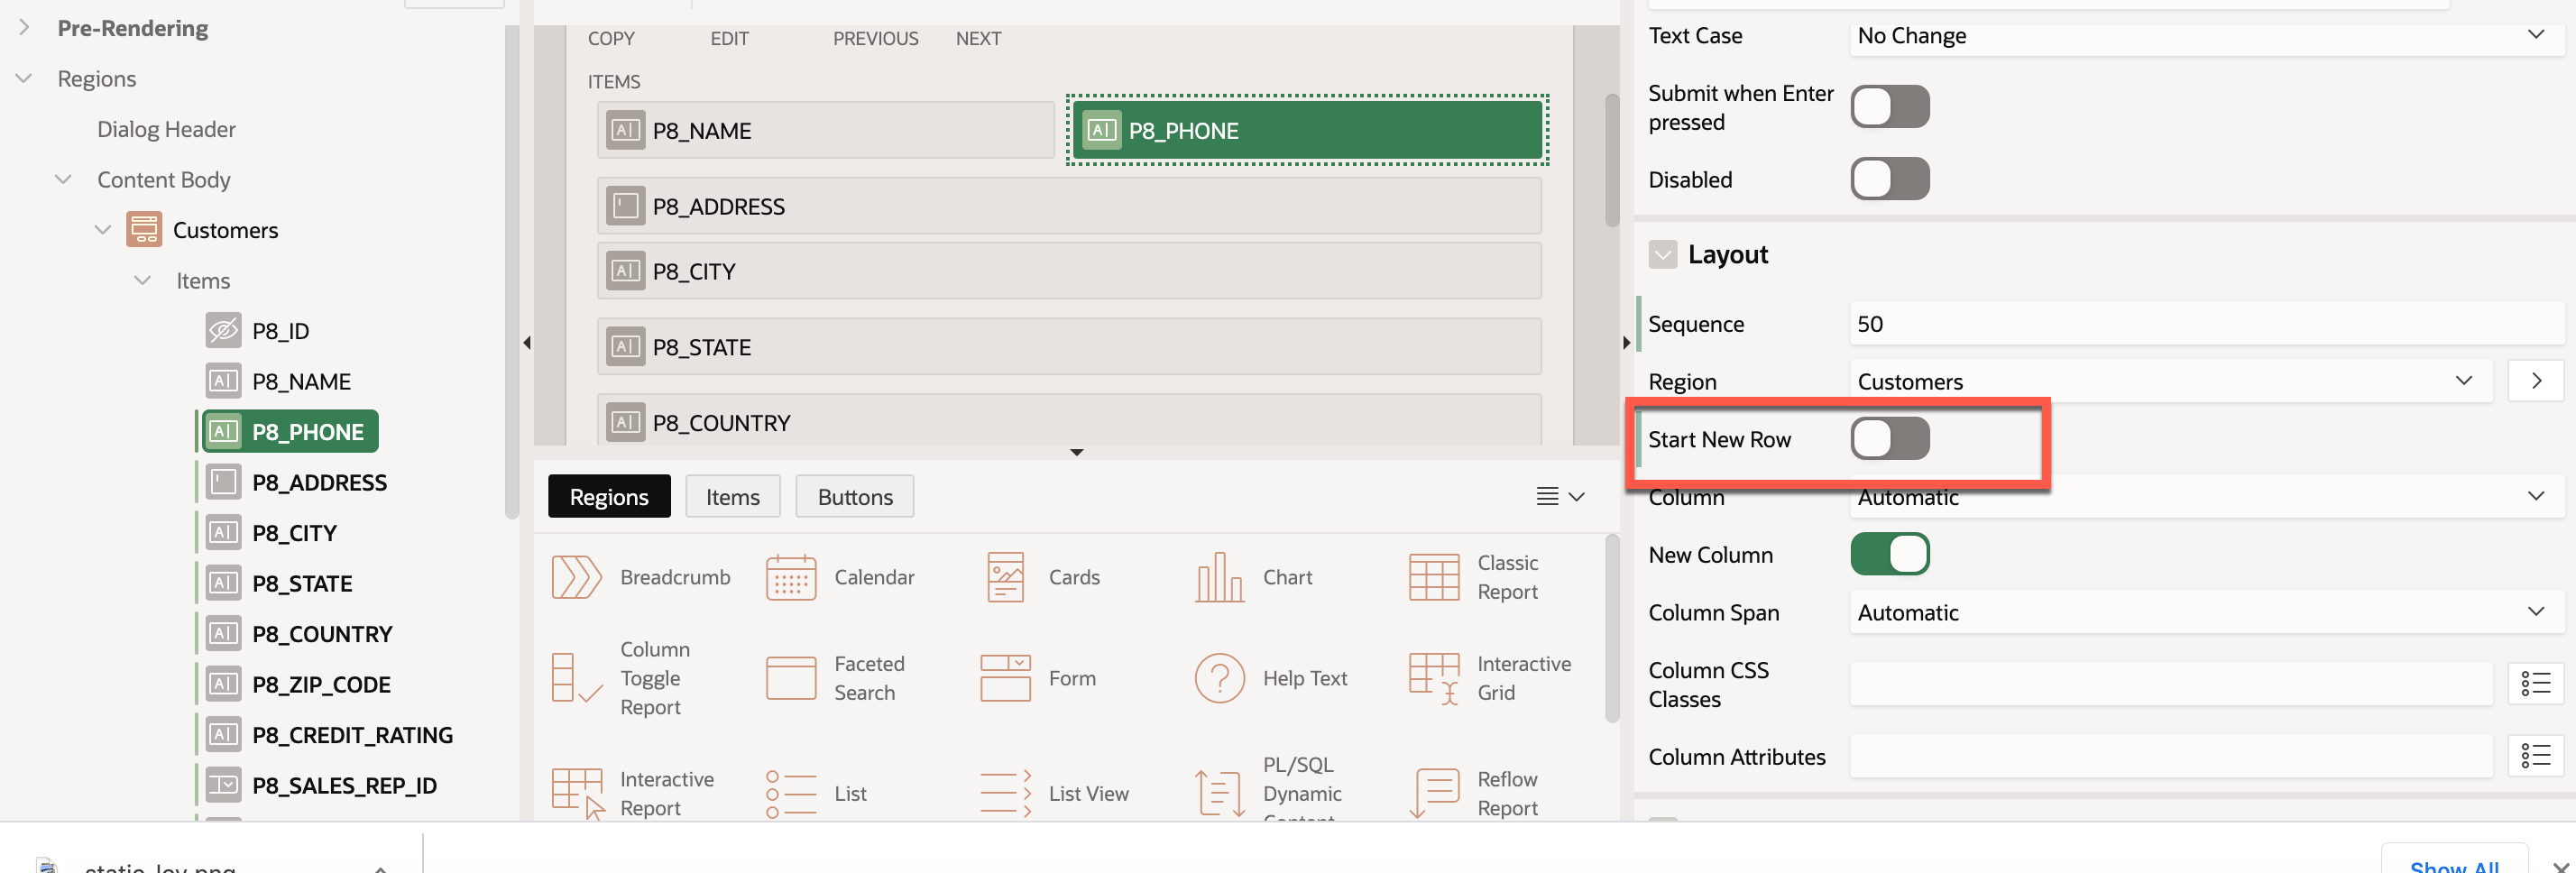 Pre-Rendering
Regions
Dialog Header
Content Body
Customers
Items
P8_ID
P8_NAME
P8_PHONE
P8_ADDRESS
P8_CITY
P8_STATE
P8_COUNTRY
P8_ZIP_CODE
P8_CREDIT_RATING
P8_SALES_REP_ID
COPY EDIT PREVIOUS NEXT
ITEMS
P8_NAME P8_PHONE
P8_ADDRESS
P8_CITY
P8_STATE
P8_COUNTRY
Regions Items Buttons
Breadcrumb
Calendar
Cards
Chart
Classic
Report
Column
Toggle
Report
Faceted
Search
Form
Help Text
Interactive
Grid
Interactive
Report
List
List View
PL/SQL
Dynamic
Content
Reflow
Report
Text Case No Change
Submit when Enter
pressed
Disabled
Layout
Sequence 50
Region Customers
Start New Row
Column Automatic
New Column
Column Span Automatic
Column CSS
Classes
Column Attributes
static_lov.png
Show All